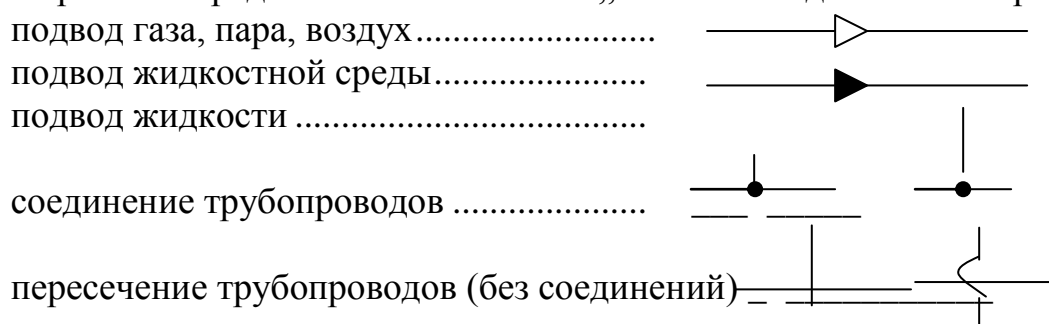 подвод газа, пара, воздух..........................
подвод жидкостной среды.......................
подвод жидкости ......................................
соединение трубопроводов .....................
пересечение трубопроводов (без соединений)